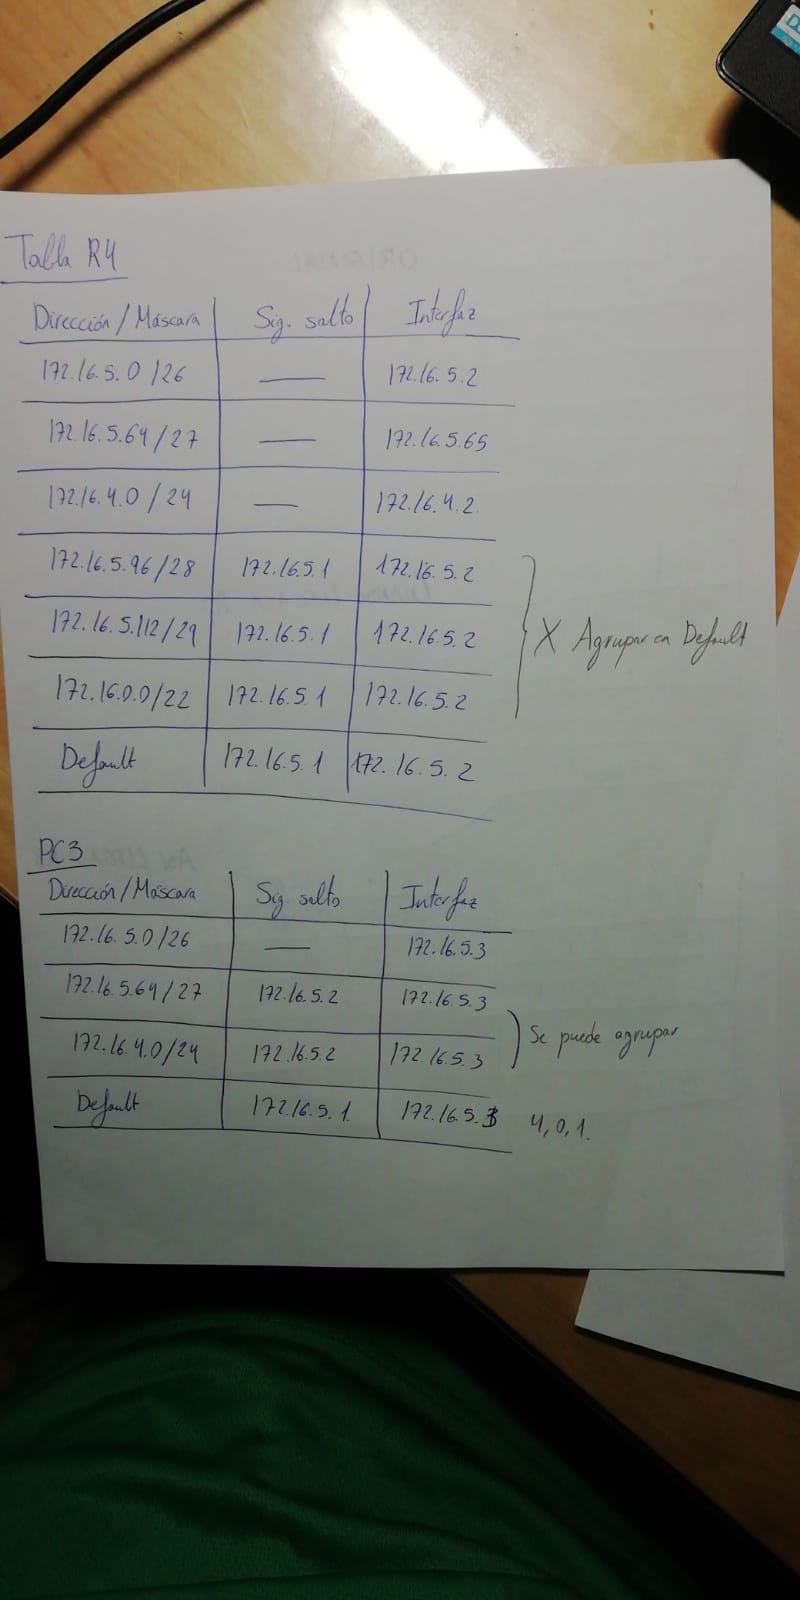 Tabla R4
Dirección/Máscara Sig. salto Interfaz
172.16.5.0/26 — 172.16.5.2
172.16.5.64/27 — 172.16.5.65
172.16.4.0/24 — 172.16.4.2
172.16.5.96/28 172.16.5.1 172.16.5.2
172.16.5.112/29 172.16.5.1 172.16.5.2
X Agrupar en Default
172.16.0.0/22 172.16.5.1 172.16.5.2
Default 172.16.5.1 172.16.5.2
PC3
Dirección/Máscara Sig. salto Interfaz
172.16.5.0/26 — 172.16.5.3
172.16.5.64/27 172.16.5.2 172.16.5.3
Se puede agrupar
172.16.4.0/24 172.16.5.2 172.16.5.3
Default 172.16.5.1 172.16.5.3
4,0,1.
ORIGINAL